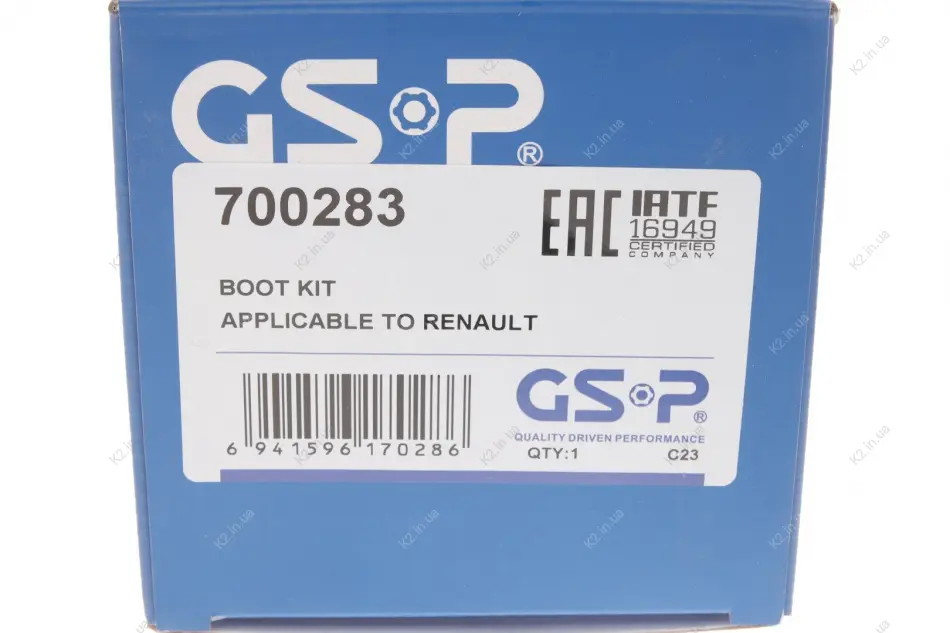 GSP®
700283
EAC
IATF
16949
CERTIFIED
COMPANY
BOOT KIT
APPLICABLE TO RENAULT
6 941596 170286
GSP®
QUALITY DRIVEN PERFORMANCE
QTY:1 C23
K2.in.ua